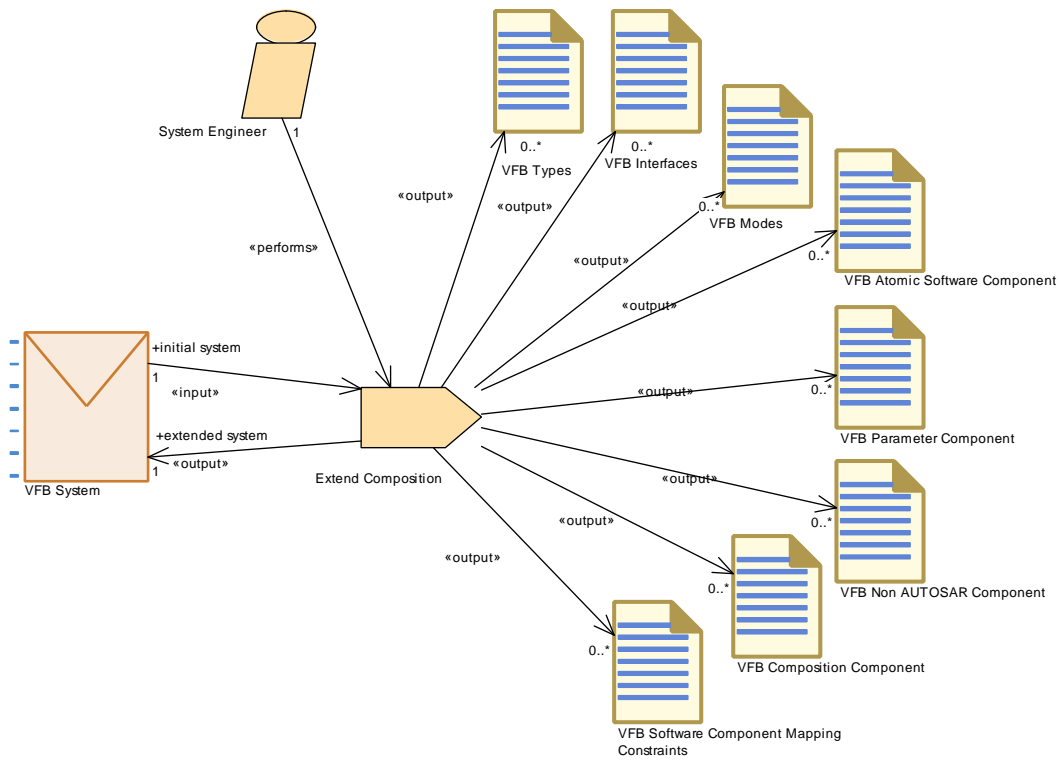 System Engineer
1
«performs»
«output»
0..*
VFB Types
«output»
0..*
VFB Interfaces
0..*
VFB Modes
«output»
0..*
VFB Atomic Software Component
«output»
+initial system
1
«input»
+extended system
«output»
1
VFB System
Extend Composition
«output»
0..*
VFB Parameter Component
«output»
0..*
VFB Non AUTOSAR Component
«output»
0..*
VFB Composition Component
«output»
0..*
VFB Software Component Mapping
Constraints